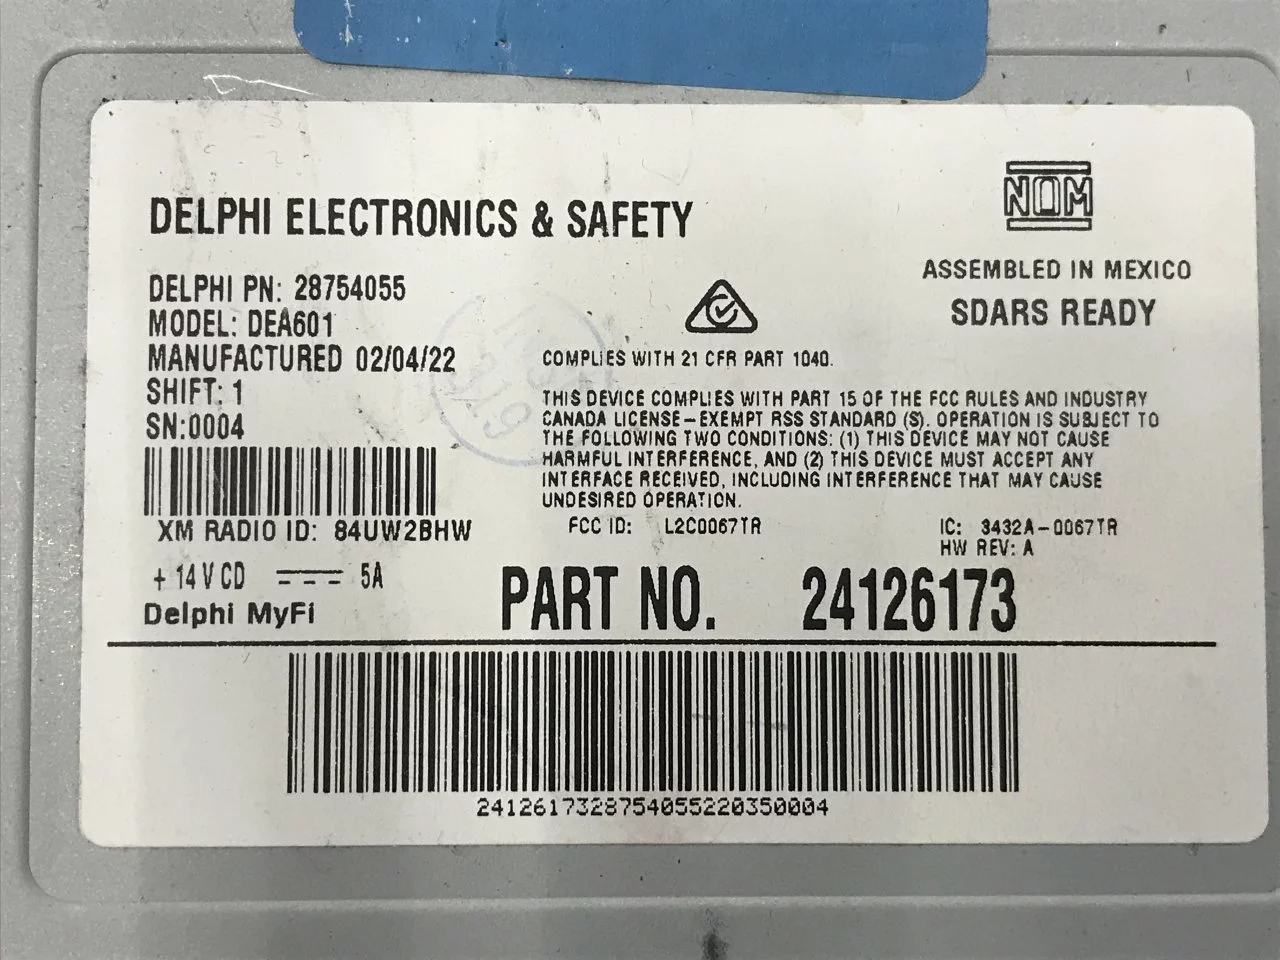 NOM
DELPHI ELECTRONICS & SAFETY
ASSEMBLED IN MEXICO
SDARS READY
DELPHI PN: 28754055
MODEL: DEA601
MANUFACTURED 02/04/22
SHIFT: 1
SN:0004
COMPLIES WITH 21 CFR PART 1040.
THIS DEVICE COMPLIES WITH PART 15 OF THE FCC RULES AND INDUSTRY
CANADA LICENSE-EXEMPT RSS STANDARD (S). OPERATION IS SUBJECT TO
THE FOLLOWING TWO CONDITIONS: (1) THIS DEVICE MAY NOT CAUSE
HARMFUL INTERFERENCE, AND (2) THIS DEVICE MUST ACCEPT ANY
INTERFACE RECEIVED, INCLUDING INTERFERENCE THAT MAY CAUSE
UNDESIRED OPERATION.
XM RADIO ID: 84UW2BHW
FCC ID: L2C0067TR
IC: 3432A-0067TR
HW REV: A
+ 14 V CD 5A
Delphi MyFi
PART NO. 24126173
2412617328754055220350004